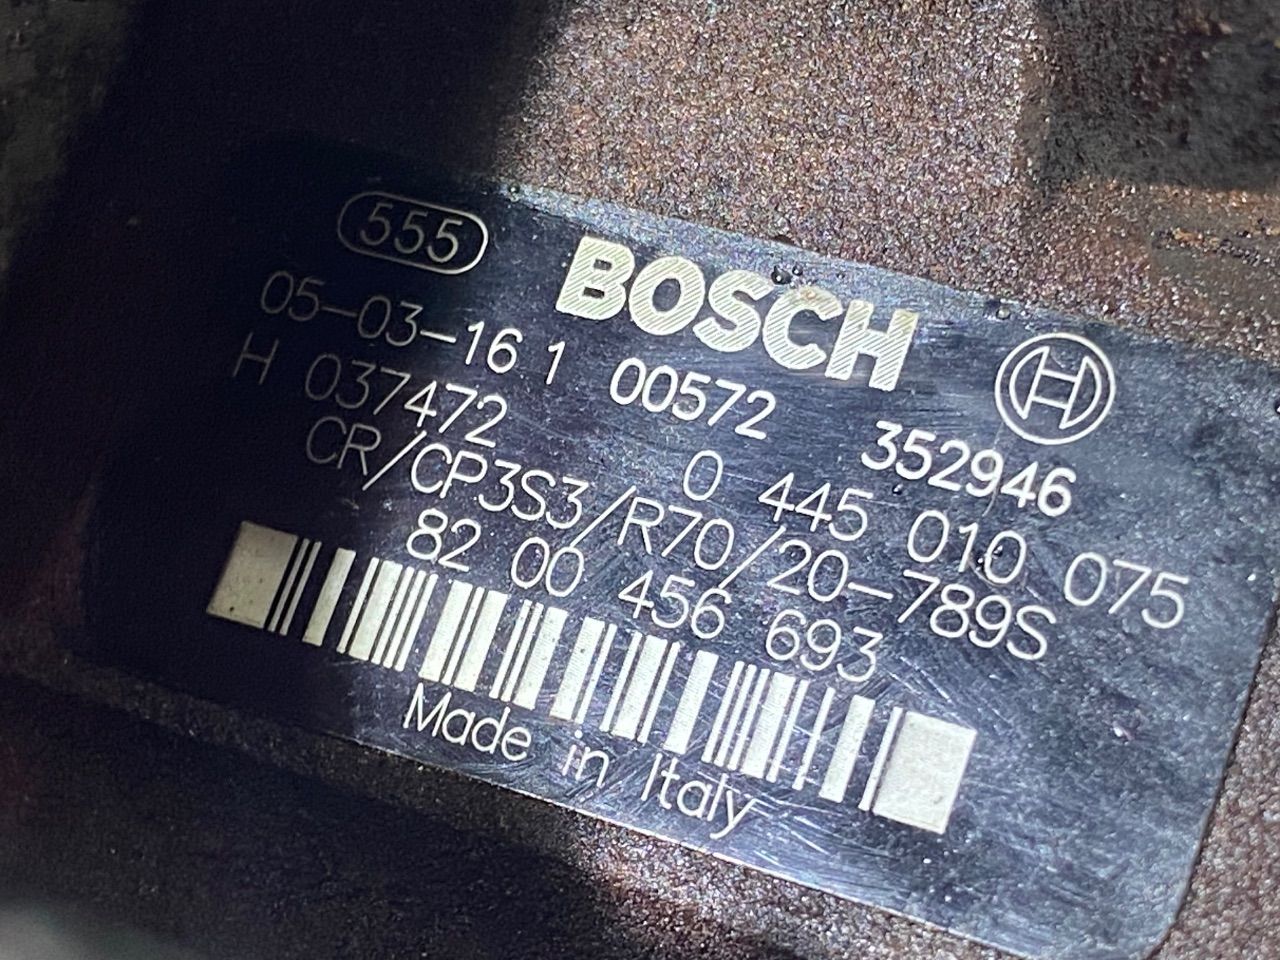 555
BOSCH
05-03-16 1 00572 352946
H 037472 0 445 010 075
CR/CP3S3/R70/20-789S
82 00 456 693
Made in Italy